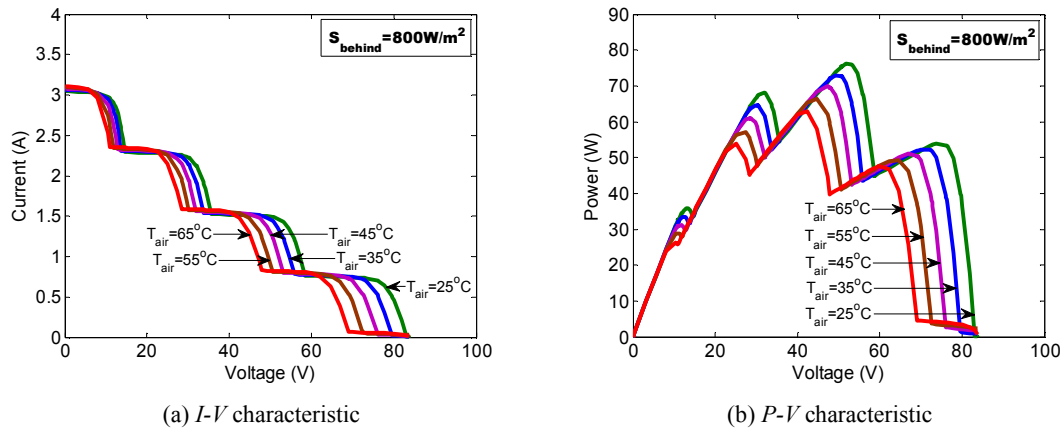 S_behind=800W/m²
Current (A)
4
3.5
3
2.5
2
1.5
1
0.5
0
T_air=65°C
T_air=45°C
T_air=55°C
T_air=35°C
T_air=25°C
0 20 40 60 80 100
Voltage (V)
(a) I-V characteristic
S_behind=800W/m²
Power (W)
90
80
70
60
50
40
30
20
10
0
T_air=65°C
T_air=55°C
T_air=45°C
T_air=35°C
T_air=25°C
0 20 40 60 80 100
Voltage (V)
(b) P-V characteristic